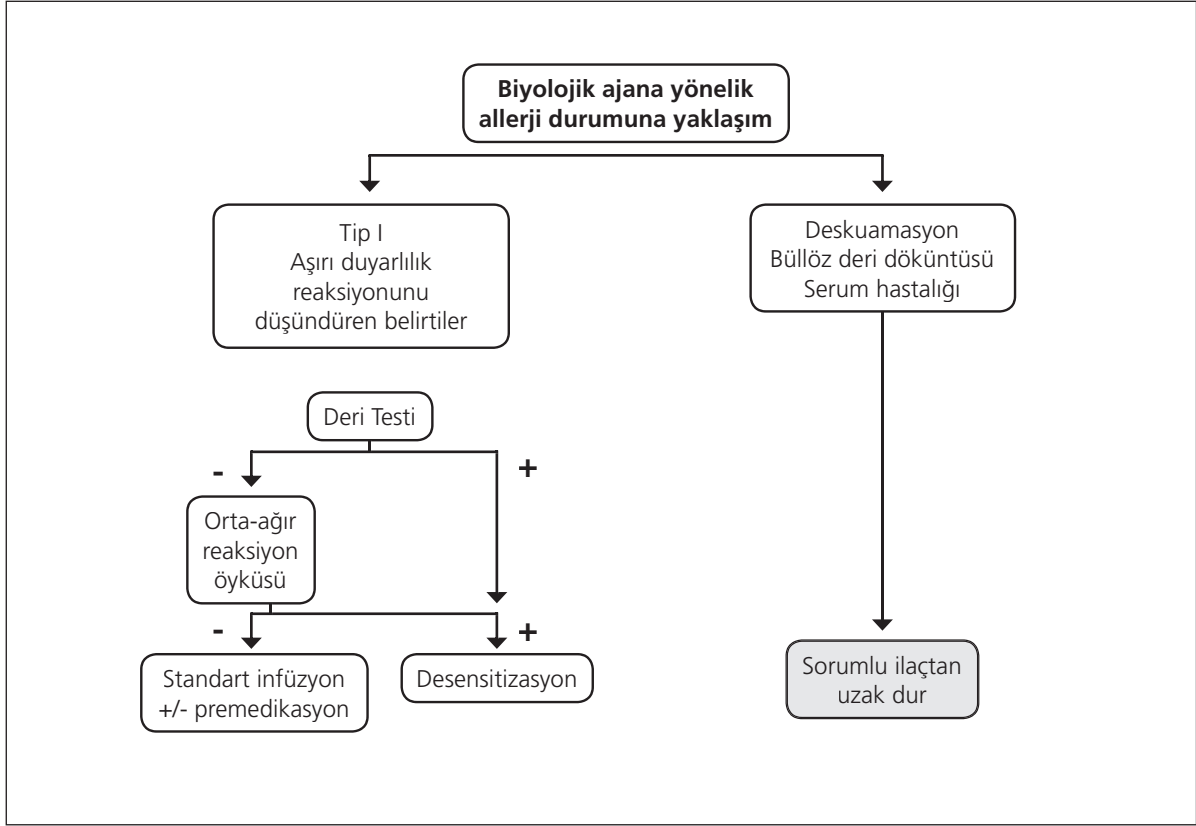 Biyolojik ajana yönelik
allerji durumuna yaklaşım
Tip I
Aşırı duyarlılık
reaksiyonunu
düşündüren belirtiler
Deskuamasyon
Büllöz deri döküntüsü
Serum hastalığı
Deri Testi
-
+
Orta-ağır
reaksiyon
öyküsü
-
+
Standart infüzyon
+/- premedikasyon
Desensitizasyon
Sorumlu ilaçtan
uzak dur